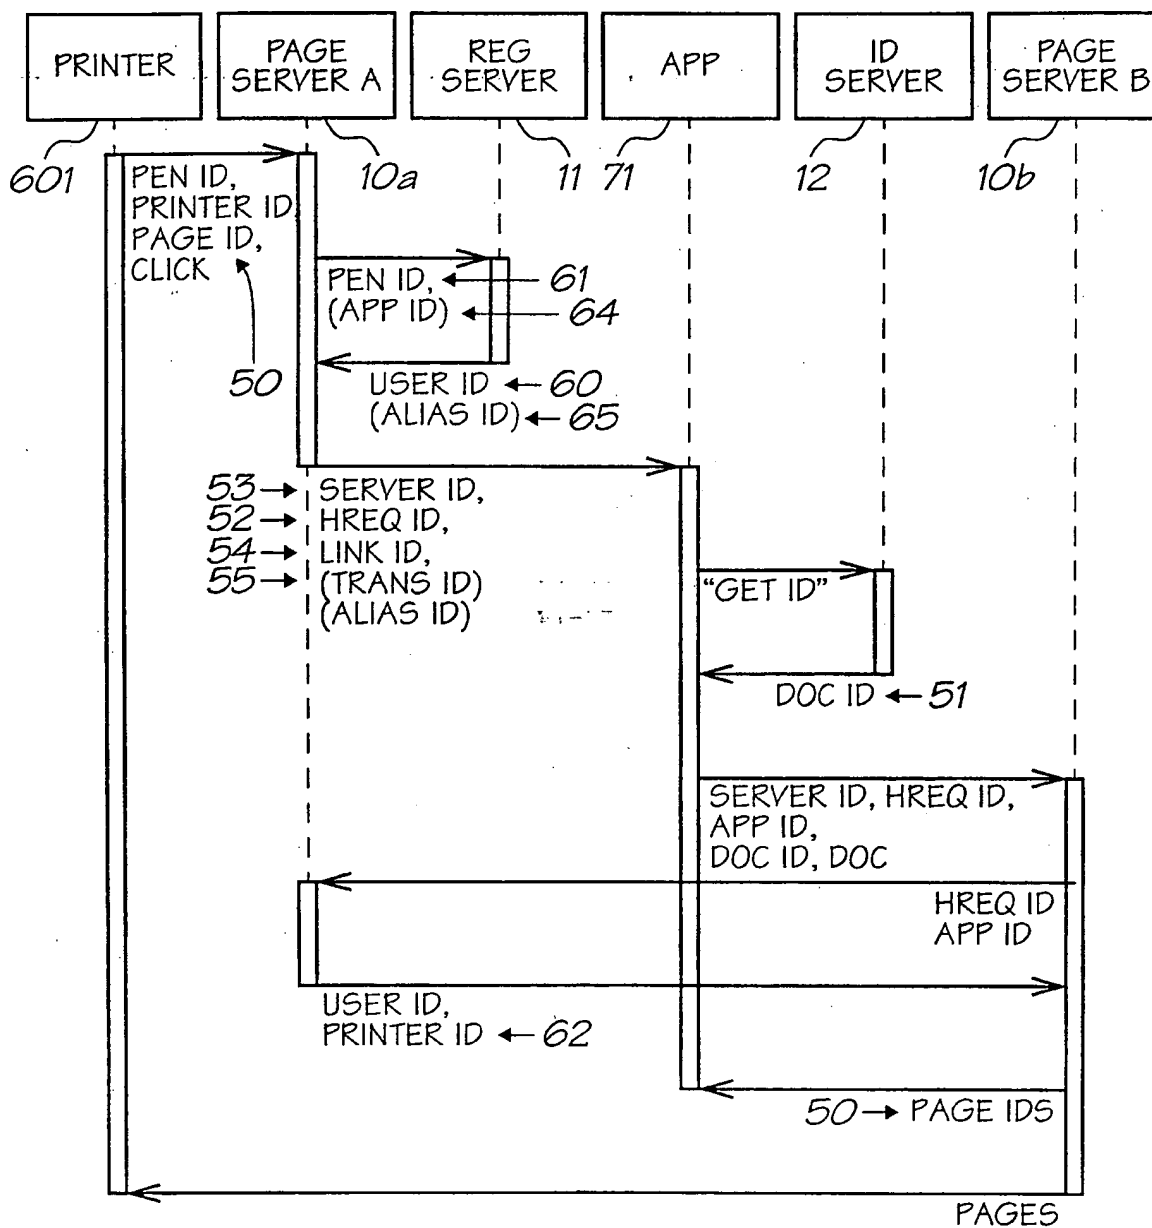 PRINTER
PAGE
SERVER A
REG
SERVER
APP
ID
SERVER
PAGE
SERVER B
601
10a
11
71
12
10b
PEN ID,
PRINTER ID
PAGE ID,
CLICK
50
PEN ID,
61
(APP ID)
64
USER ID
60
(ALIAS ID)
65
53
SERVER ID,
52
HREQ ID,
54
LINK ID,
55
(TRANS ID)
(ALIAS ID)
"GET ID"
DOC ID
51
SERVER ID, HREQ ID,
APP ID,
DOC ID, DOC
HREQ ID
APP ID
USER ID,
PRINTER ID
62
50
PAGE IDS
PAGES